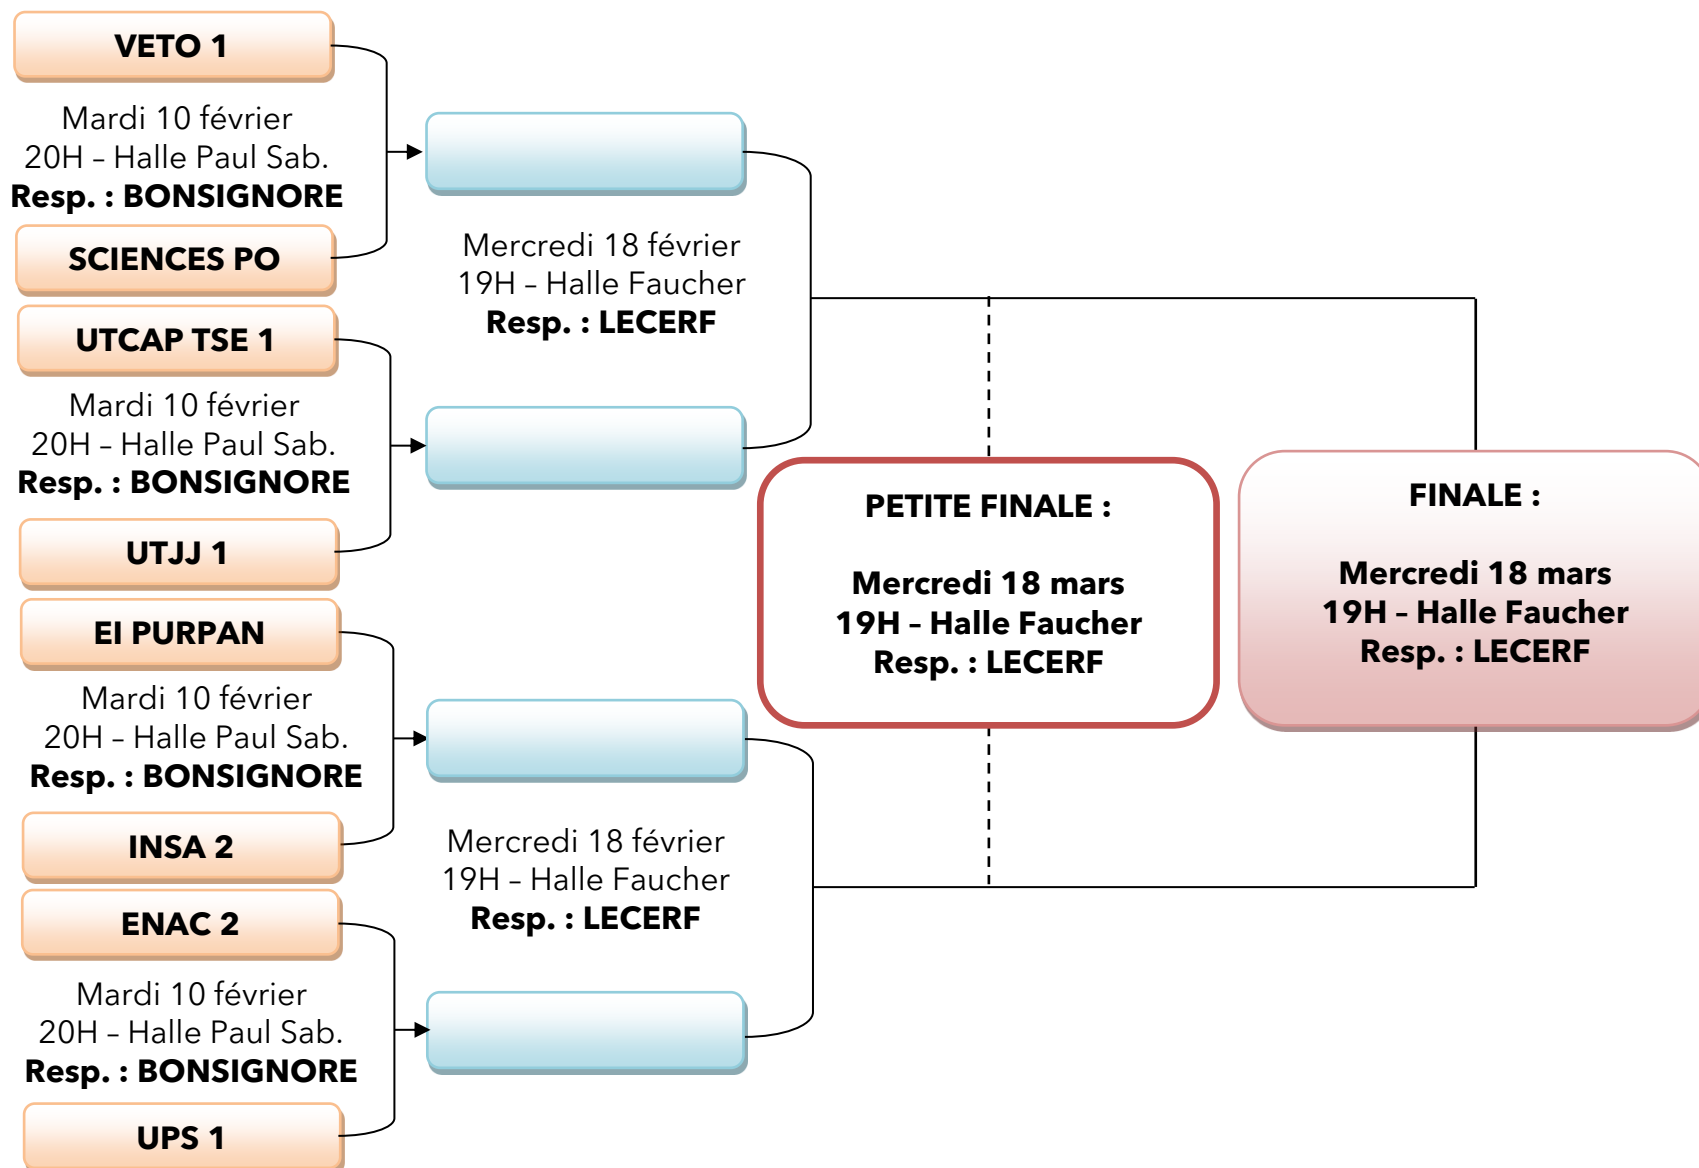 VETO 1
Mardi 10 février
20H – Halle Paul Sab.
Resp. : BONSIGNORE
SCIENCES PO
UTCAP TSE 1
Mardi 10 février
20H – Halle Paul Sab.
Resp. : BONSIGNORE
UTJJ 1
EI PURPAN
Mardi 10 février
20H – Halle Paul Sab.
Resp. : BONSIGNORE
INSA 2
ENAC 2
Mardi 10 février
20H – Halle Paul Sab.
Resp. : BONSIGNORE
UPS 1
Mercredi 18 février
19H – Halle Faucher
Resp. : LECERF
Mercredi 18 février
19H – Halle Faucher
Resp. : LECERF
PETITE FINALE :
Mercredi 18 mars
19H – Halle Faucher
Resp. : LECERF
FINALE :
Mercredi 18 mars
19H – Halle Faucher
Resp. : LECERF